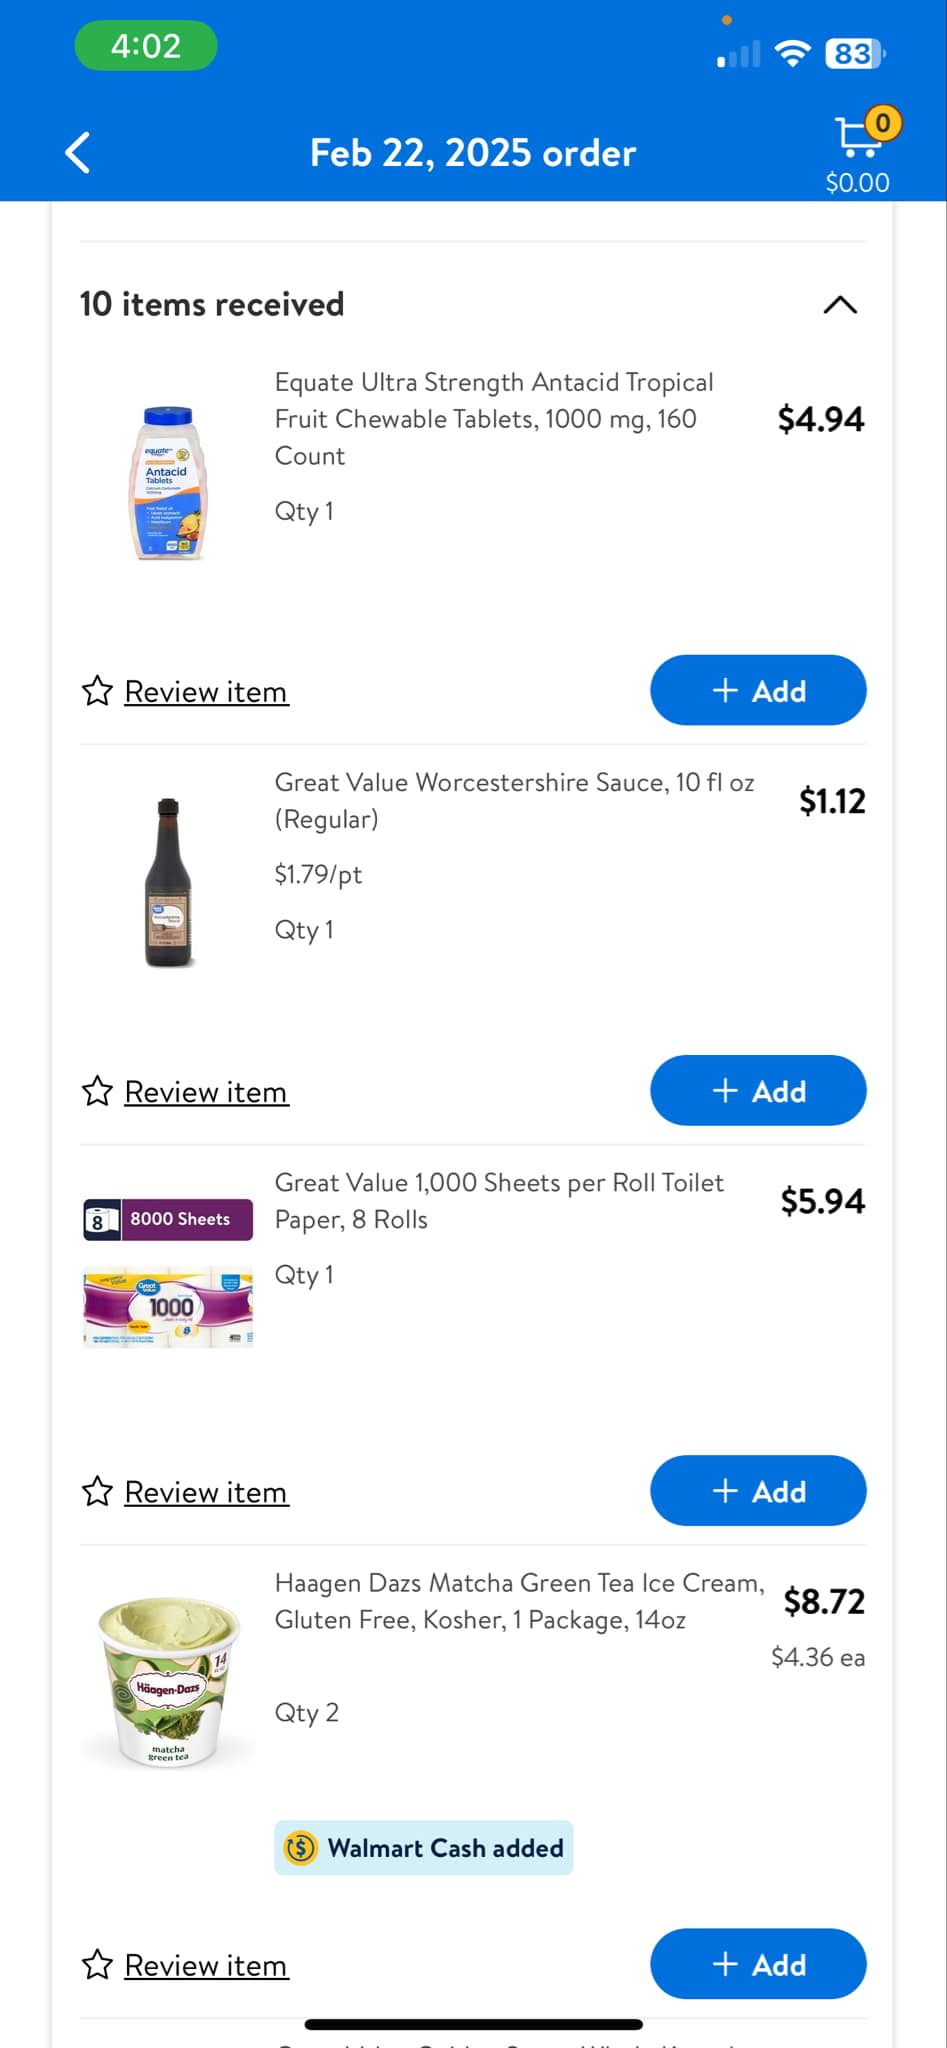 4:02
83
Feb 22, 2025 order
0
$0.00
10 items received
Equate Ultra Strength Antacid Tropical
Fruit Chewable Tablets, 1000 mg, 160
Count
$4.94
Qty 1
equate
Antacid
Tablets
Review item
+ Add
Great Value Worcestershire Sauce, 10 fl oz
(Regular)
$1.12
$1.79/pt
Qty 1
Review item
+ Add
Great Value 1,000 Sheets per Roll Toilet
Paper, 8 Rolls
$5.94
Qty 1
8
8000 Sheets
Great Value
1000
Review item
+ Add
Haagen Dazs Matcha Green Tea Ice Cream,
Gluten Free, Kosher, 1 Package, 14oz
$8.72
$4.36 ea
Qty 2
14
Häagen-Dazs
matcha
green tea
Walmart Cash added
Review item
+ Add